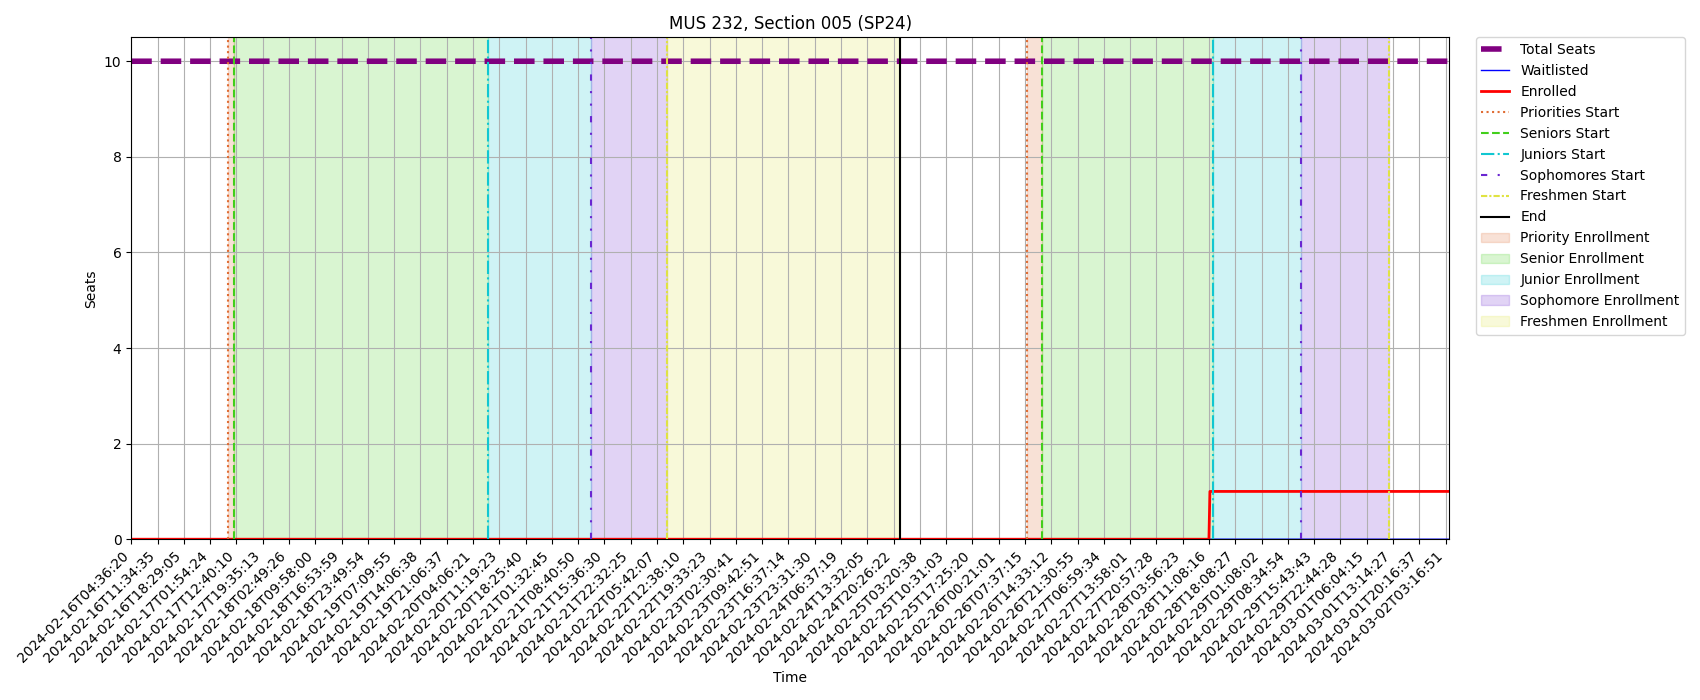 MUS 232, Section 005 (SP24)
Seats
10
8
6
4
2
0
2024-02-16T04:36:20
2024-02-16T11:34:35
2024-02-16T18:29:05
2024-02-17T01:54:24
2024-02-17T12:40:16
2024-02-17T19:35:13
2024-02-18T02:49:26
2024-02-18T09:58:00
2024-02-18T16:53:59
2024-02-18T23:49:54
2024-02-19T07:09:55
2024-02-19T14:06:38
2024-02-19T21:06:37
2024-02-20T04:06:21
2024-02-20T11:19:23
2024-02-20T18:25:40
2024-02-21T01:32:45
2024-02-21T08:40:50
2024-02-21T15:36:30
2024-02-21T22:32:25
2024-02-22T05:42:07
2024-02-22T12:38:10
2024-02-22T19:33:23
2024-02-23T02:30:41
2024-02-23T09:42:51
2024-02-23T16:37:14
2024-02-23T23:31:30
2024-02-24T06:37:19
2024-02-24T13:32:05
2024-02-24T20:26:22
2024-02-25T03:20:38
2024-02-25T10:31:03
2024-02-25T17:25:20
2024-02-26T00:21:01
2024-02-26T07:37:15
2024-02-26T14:33:12
2024-02-26T21:30:55
2024-02-27T06:59:34
2024-02-27T13:58:01
2024-02-27T20:57:28
2024-02-28T03:56:23
2024-02-28T11:08:16
2024-02-28T18:08:27
2024-02-29T01:08:02
2024-02-29T08:34:54
2024-02-29T15:43:43
2024-02-29T22:44:28
2024-03-01T06:04:15
2024-03-01T13:14:27
2024-03-01T20:16:37
2024-03-02T03:16:51
Time
Total Seats
Waitlisted
Enrolled
Priorities Start
Seniors Start
Juniors Start
Sophomores Start
Freshmen Start
End
Priority Enrollment
Senior Enrollment
Junior Enrollment
Sophomore Enrollment
Freshmen Enrollment